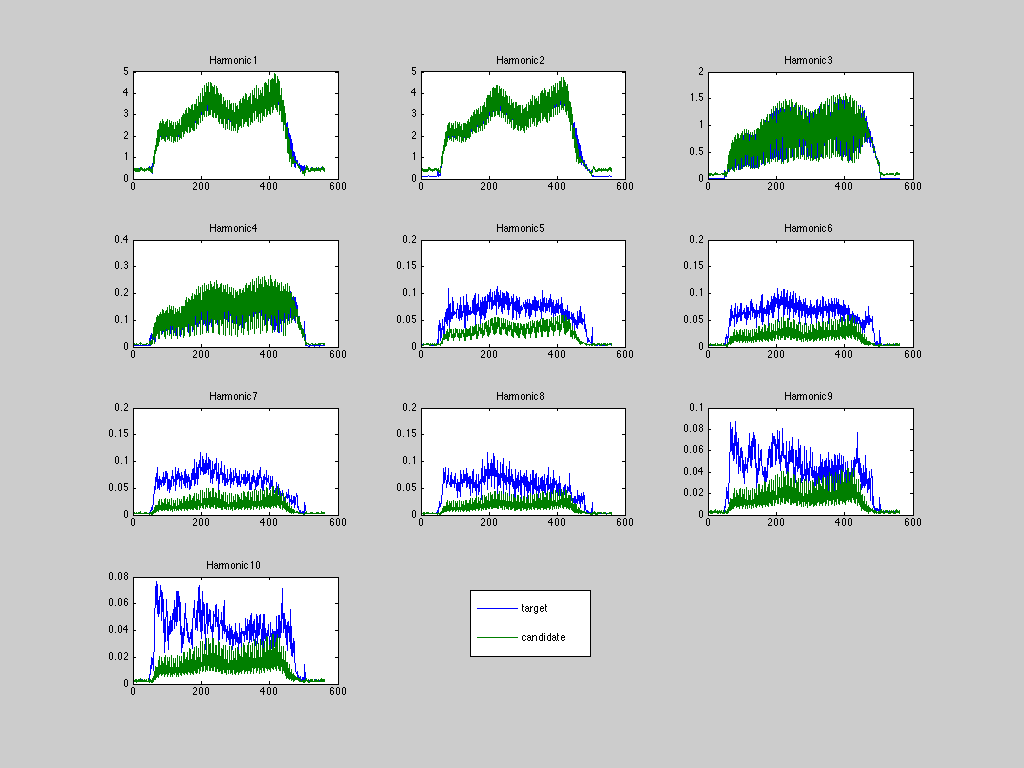 Harmonic1 Harmonic2 Harmonic3
5 5 2
4 4 1.5
3 3 1
2 2 0.5
1 1
0 0 0
0 200 400 600 0 200 400 600 0 200 400 600
Harmonic4 Harmonic5 Harmonic6
0.4 0.2 0.2
0.3 0.15 0.15
0.2 0.1 0.1
0.1 0.05 0.05
0 0 0
0 200 400 600 0 200 400 600 0 200 400 600
Harmonic7 Harmonic8 Harmonic9
0.2 0.2 0.1
0.15 0.15 0.08
0.1 0.1 0.06
0.05 0.05 0.04
0.02
0 0 0
0 200 400 600 0 200 400 600 0 200 400 600
Harmonic10
0.08
0.06
0.04
0.02
0
0 200 400 600
target
candidate